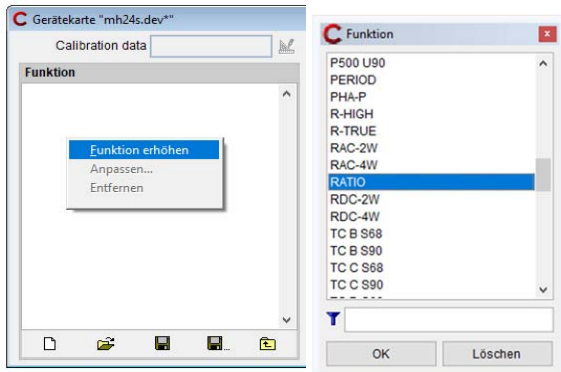 Gerätekarte "mh24s.dev*"
Calibration data
Funktion
Funktion erhöhen
Anpassen...
Entfernen
Funktion
P500 U90
PERIOD
PHA-P
R-HIGH
R-TRUE
RAC-2W
RAC-4W
RATIO
RDC-2W
RDC-4W
TC B S68
TC B S90
TC C S68
TC C S90
OK
Löschen